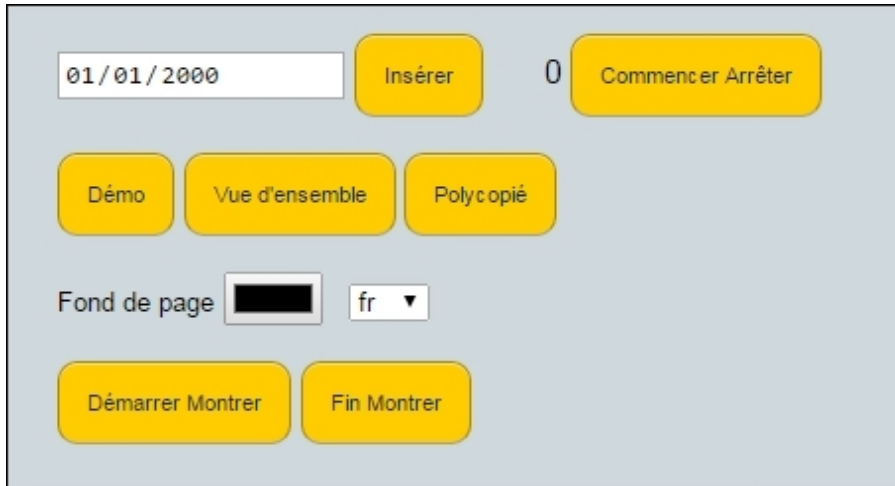 01/01/2000 Insérer 0 Commencer Arrêter
Démo Vue d'ensemble Polycopié
Fond de page fr
Démarrer Montrer Fin Montrer